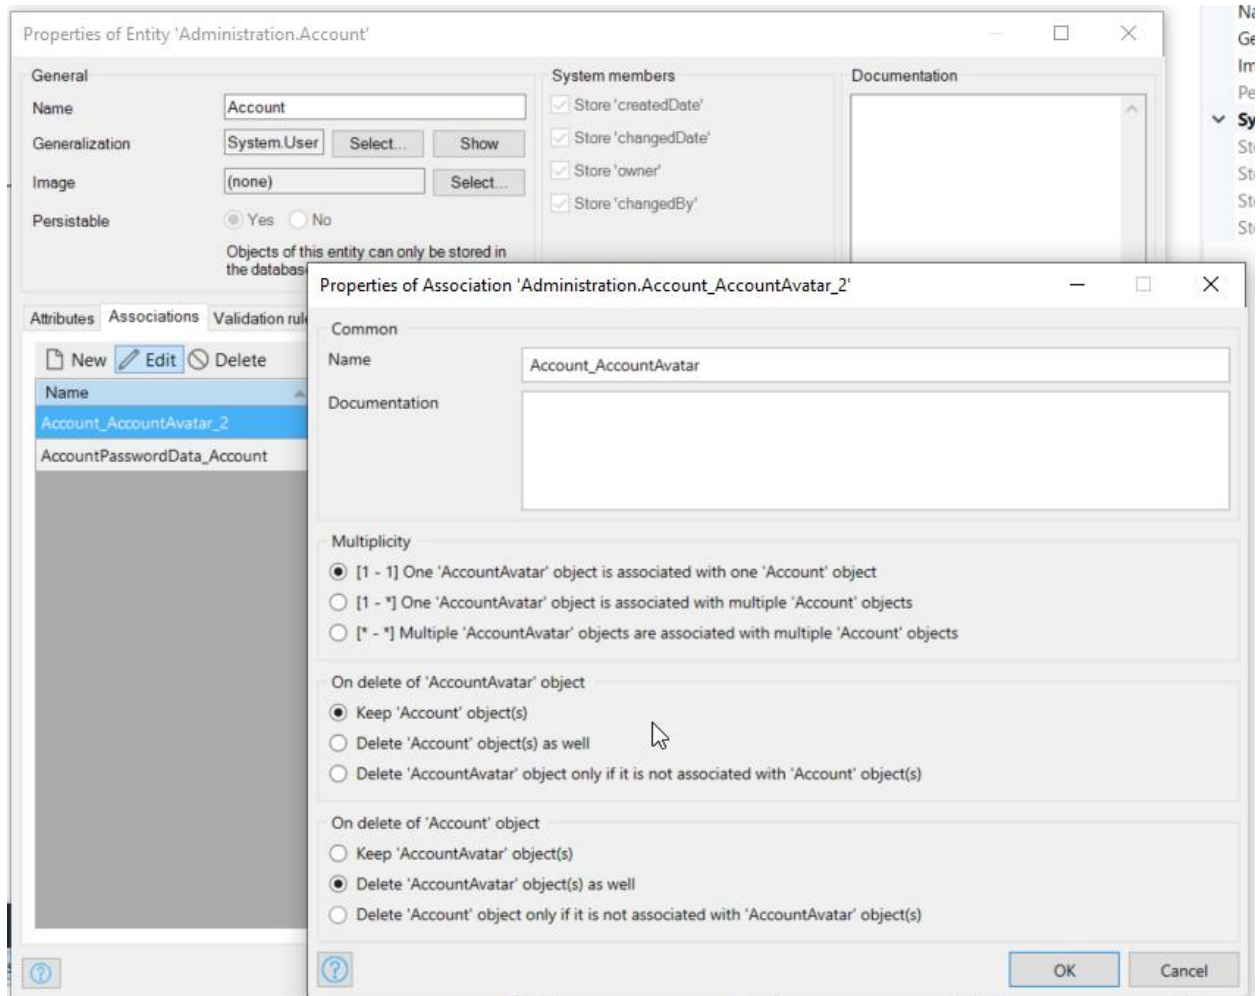 Properties of Entity 'Administration.Account'
General
Name
Account
Generalization
System.User
Select...
Show
Image
(none)
Select...
Persistable
Yes
No
Objects of this entity can only be stored in
the databas
System members
Store 'createdDate'
Store 'changedDate'
Store 'owner'
Store 'changedBy'
Documentation
Attributes
Associations
Validation rul
New
Edit
Delete
Name
Account_AccountAvatar_2
AccountPasswordData_Account
Properties of Association 'Administration.Account_AccountAvatar_2'
Common
Name
Account_AccountAvatar
Documentation
Multiplicity
[1 - 1] One 'AccountAvatar' object is associated with one 'Account' object
[1 - *] One 'AccountAvatar' object is associated with multiple 'Account' objects
[* - *] Multiple 'AccountAvatar' objects are associated with multiple 'Account' objects
On delete of 'AccountAvatar' object
Keep 'Account' object(s)
Delete 'Account' object(s) as well
Delete 'AccountAvatar' object only if it is not associated with 'Account' object(s)
On delete of 'Account' object
Keep 'AccountAvatar' object(s)
Delete 'AccountAvatar' object(s) as well
Delete 'Account' object only if it is not associated with 'AccountAvatar' object(s)
OK
Cancel